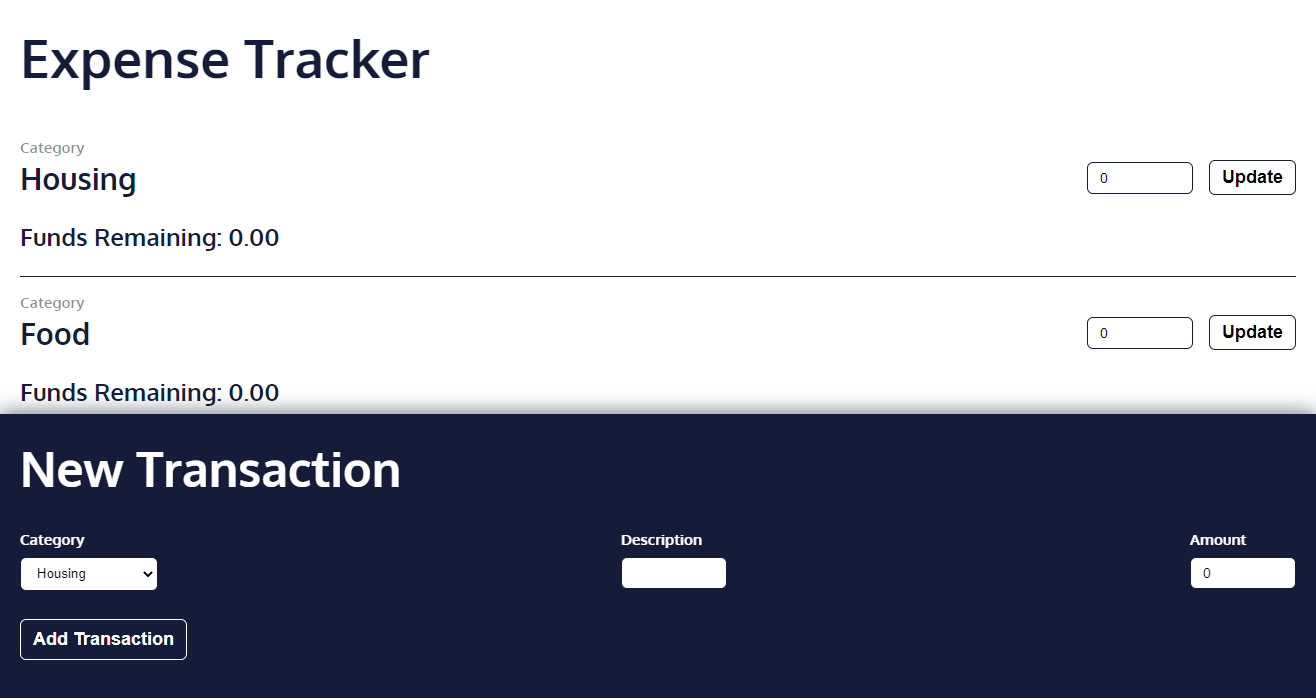 Expense Tracker
Category
Housing
0
Update
Funds Remaining: 0.00
Category
Food
0
Update
Funds Remaining: 0.00
New Transaction
Category
Description
Amount
Housing
0
Add Transaction